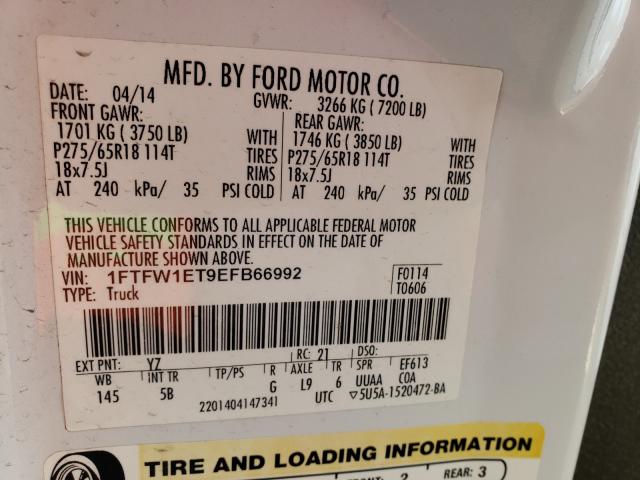 MFD. BY FORD MOTOR CO.
DATE: 04/14 GVWR: 3266 KG ( 7200 LB)
FRONT GAWR: REAR GAWR:
1701 KG ( 3750 LB) WITH 1746 KG ( 3850 LB) WITH
P275/65R18 114T TIRES P275/65R18 114T TIRES
18x7.5J RIMS 18x7.5J RIMS
AT 240 kPa/ 35 PSI COLD AT 240 kPa/ 35 PSI COLD
THIS VEHICLE CONFORMS TO ALL APPLICABLE FEDERAL MOTOR
VEHICLE SAFETY STANDARDS IN EFFECT ON THE DATE OF
MANUFACTURE SHOWN ABOVE.
VIN: 1FTFW1ET9EFB66992 F0114
TYPE: Truck T0606
EXT PNT: YZ RC: 21 DSO:
WB INT TR TP/PS R AXLE TR SPR EF613
145 5B G L9 6 UUAA COA
2201404147341 UTC ▽5U5A-1520472-BA
TIRE AND LOADING INFORMATION
REAR: 3